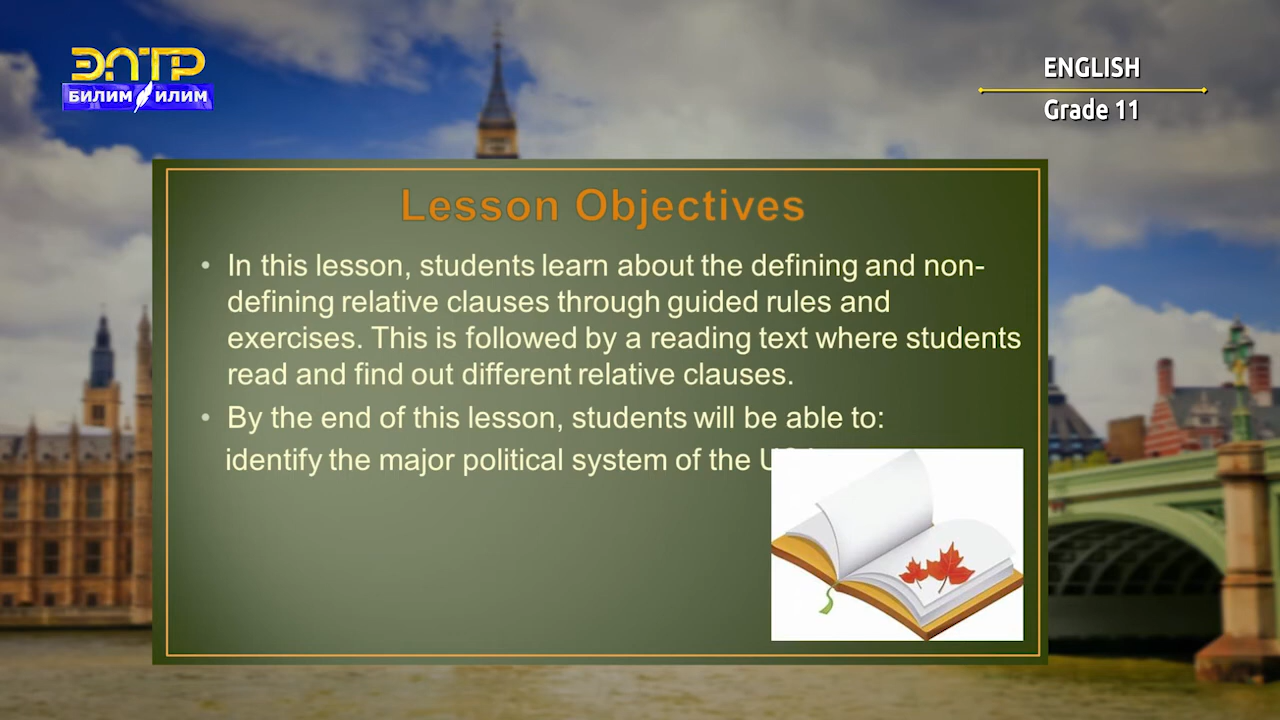 ЭЛТР
БИЛИМ ИЛИМ
ENGLISH
Grade 11
Lesson Objectives
• In this lesson, students learn about the defining and non-
defining relative clauses through guided rules and
exercises. This is followed by a reading text where students
read and find out different relative clauses.
• By the end of this lesson, students will be able to:
identify the major political system of the